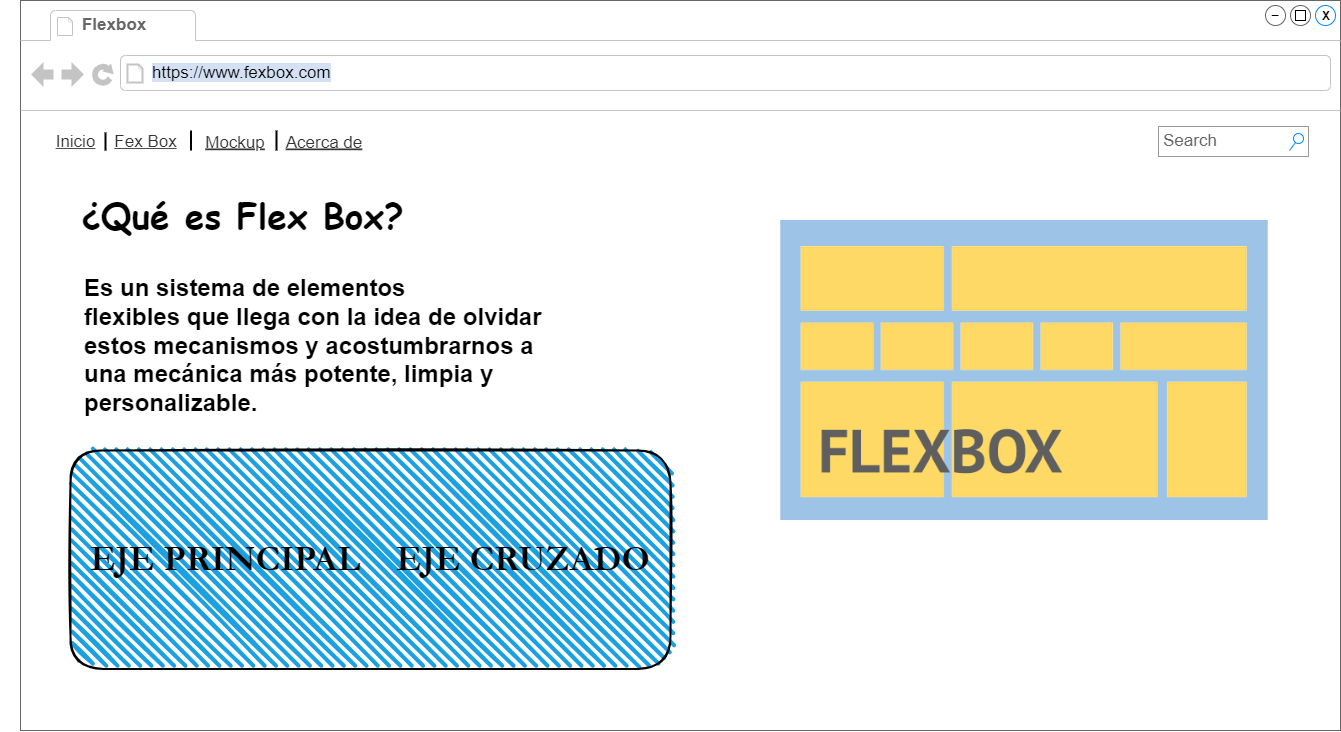 Flexbox
https://www.fexbox.com
Inicio | Fex Box | Mockup | Acerca de
Search
¿Qué es Flex Box?
Es un sistema de elementos
flexibles que llega con la idea de olvidar
estos mecanismos y acostumbrarnos a
una mecánica más potente, limpia y
personalizable.
FLEXBOX
EJE PRINCIPAL EJE CRUZADO